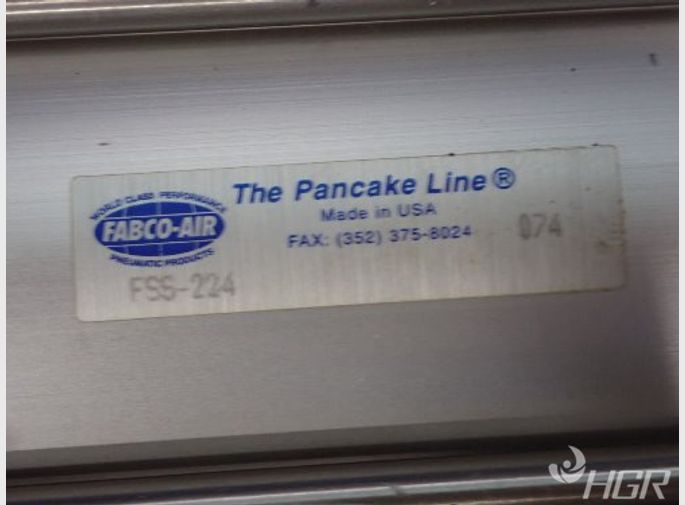 WORLD CLASS PERFORMANCE
FABCO-AIR
PNEUMATIC PRODUCTS
The Pancake Line®
Made in USA
FAX: (352) 375-8024
074
FSS-224
HGR